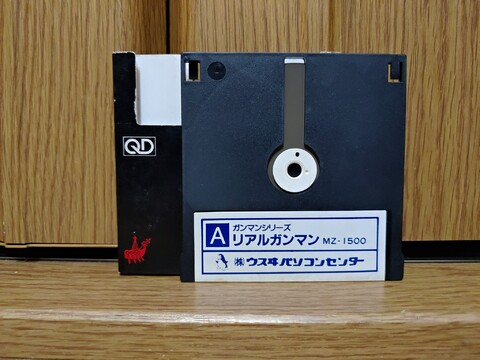 QD
A
ガンマンシリーズ
リアルガンマン MZ-1500
(株)ウスヰパソコンセンター